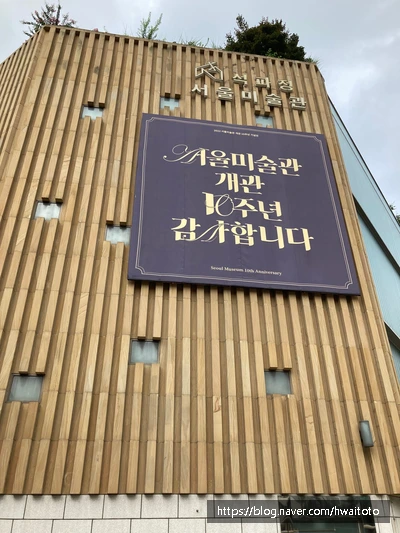 석파정
서울미술관
서울미술관
개관
10주년
감사합니다
Seoul Museum 10th Anniversary
https://blog.naver.com/hwaitoto